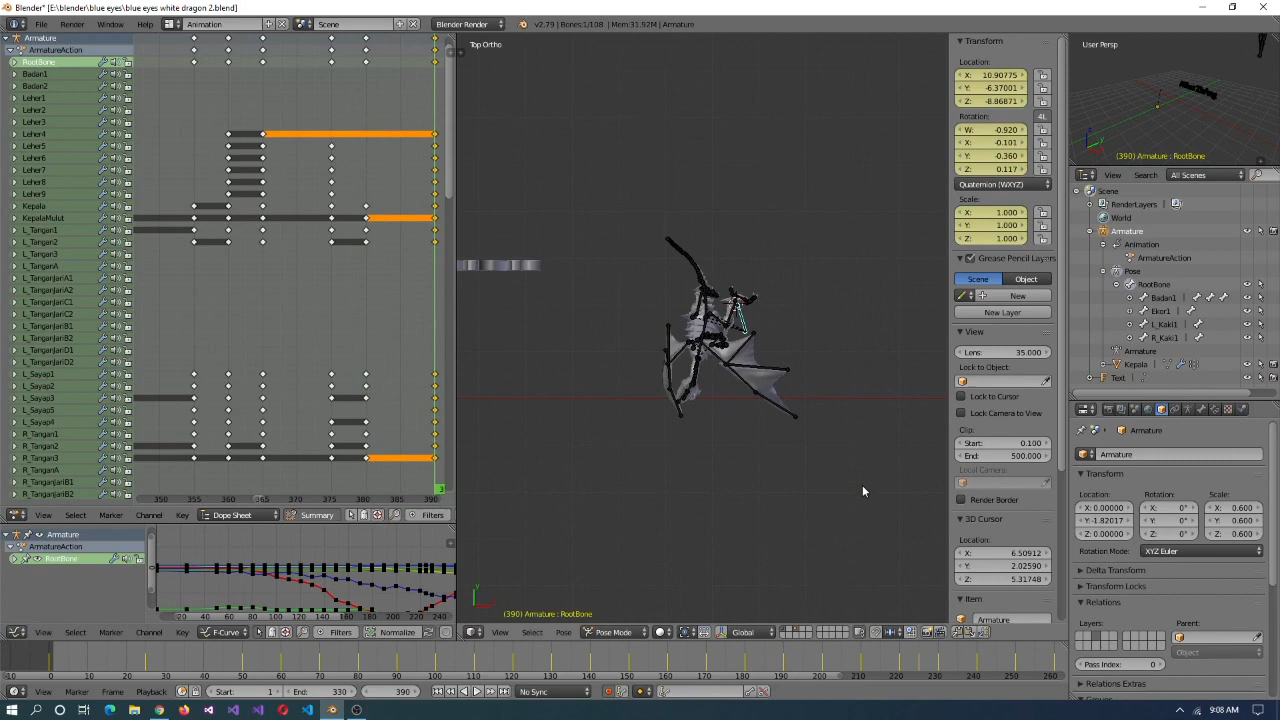 Blender* [E:\blender\blue eyes\blue eyes white dragon 2.blend]
File Render Window Help Animation Scene Blender Render v2.79 | Bones:1/108 | Mem:31.92M | Armature
Armature
ArmatureAction
RootBone
Badan1
Badan2
Leher1
Leher2
Leher3
Leher4
Leher5
Leher6
Leher7
Leher8
Leher9
Kepala
KepalaMulut
L_Tangan1
L_Tangan2
L_Tangan3
L_TanganA
L_TanganJariA1
L_TanganJariA2
L_TanganJariC1
L_TanganJariC2
L_TanganJariB1
L_TanganJariB2
L_TanganJariD1
L_TanganJariD2
L_Sayap1
L_Sayap2
L_Sayap3
L_Sayap5
L_Sayap4
R_Tangan1
R_Tangan2
R_Tangan3
R_TanganA
R_TanganJariB1
R_TanganJariB2
350 355 360 365 370 375 380 385 390
3
View Select Marker Channel Key Dope Sheet Summary Filters
Armature
ArmatureAction
RootBone
20 40 60 80 100 120 140 160 180 200 220 240
View Select Marker Channel Key F-Curve Filters Normalize
Top Ortho
y
(390) Armature : RootBone
View Select Pose Pose Mode Global
Transform
Location:
X: 10.90775
Y: -6.37001
Z: -8.86871
Rotation: 4L
W: -0.920
X: -0.101
Y: -0.360
Z: 0.117
Quaternion (WXYZ)
Scale:
X: 1.000
Y: 1.000
Z: 1.000
Grease Pencil Layers
Scene Object
New
New Layer
View
Lens: 35.000
Lock to Object:
Lock to Cursor
Lock Camera to View
Clip:
Start: 0.100
End: 500.000
Local Camera:
Render Border
3D Cursor
Location:
X: 6.50912
Y: 2.02590
Z: 5.31748
Item
Armature
User Persp
(390) Armature : RootBone
View Search All Scenes
Scene
RenderLayers
World
Armature
Animation
ArmatureAction
Pose
RootBone
Badan1
Ekor1
L_Kaki1
R_Kaki1
Armature
Kepala
Text
Armature
Armature
Transform
Location: Rotation: Scale:
X: 0.00000 X: 0° X: 0.600
Y:-1.82017 Y: 0° Y: 0.600
Z: 0.00000 Z: 0° Z: 0.600
Rotation Mode: XYZ Euler
Delta Transform
Transform Locks
Relations
Layers: Parent:
Object
Pass Index: 0
Relations Extras
-10 0 10 20 30 40 50 60 70 80 90 100 110 120 130 140 150 160 170 180 190 200 210 220 230 240 250 260
View Marker Frame Playback Start: 1 End: 330 390 No Sync
9:08 AM